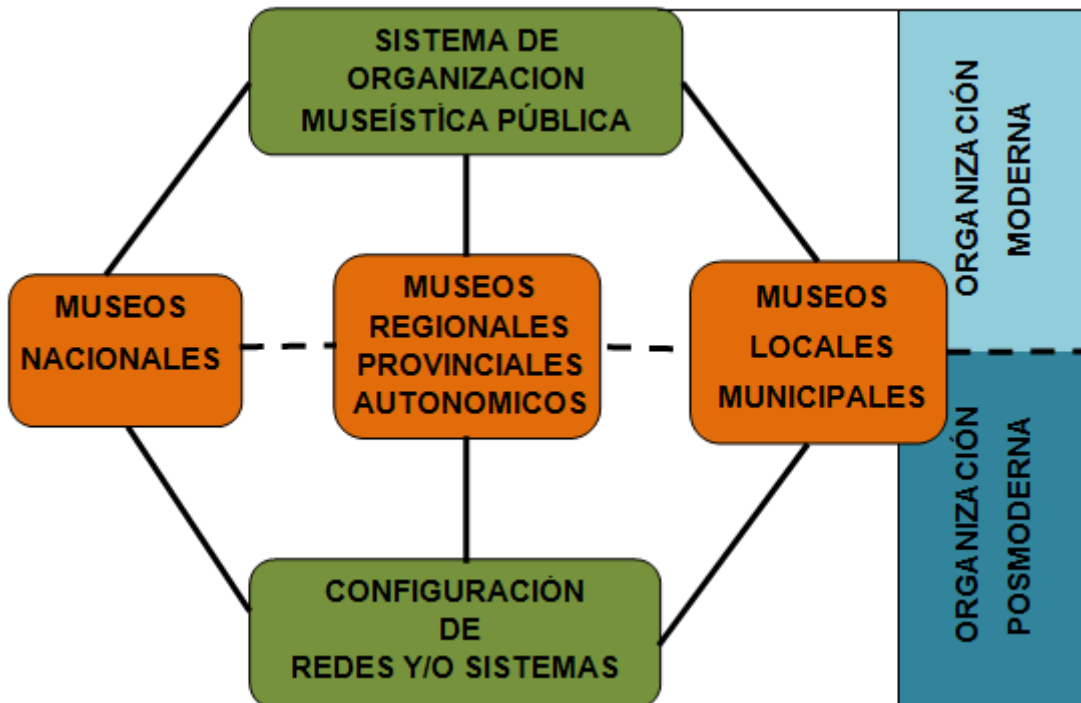 SISTEMA DE
ORGANIZACION
MUSEÍSTÌCA PÚBLICA
ORGANIZACIÓN
MODERNA
MUSEOS
NACIONALES
MUSEOS
REGIONALES
PROVINCIALES
AUTONOMICOS
MUSEOS
LOCALES
MUNICIPALES
ORGANIZACIÓN
POSMODERNA
CONFIGURACIÓN
DE
REDES Y/O SISTEMAS